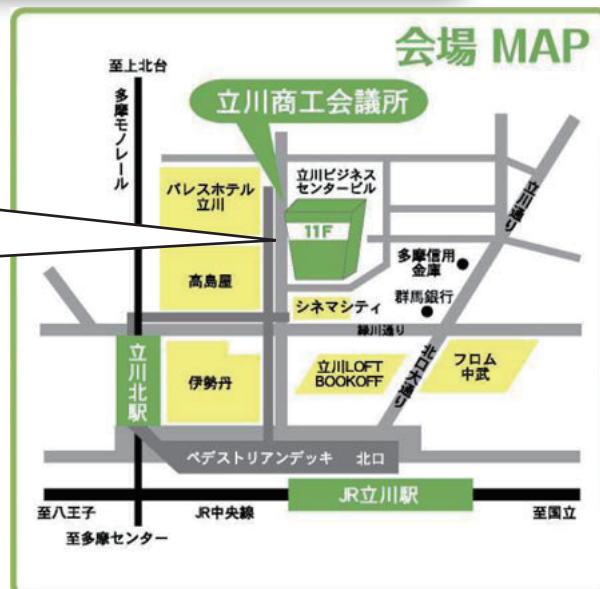 会場 MAP
至上北台
多摩モノレール
立川商工会議所
パレスホテル
立川
立川ビジネス
センタービル
11F
立川通り
多摩信用
金庫
高島屋
シネマシティ
群馬銀行
緑川通り
立川北駅
伊勢丹
立川LOFT
BOOKOFF
北口大通り
フロム
中武
ペデストリアンデッキ 北口
JR立川駅
至八王子
JR中央線
至国立
至多摩センター